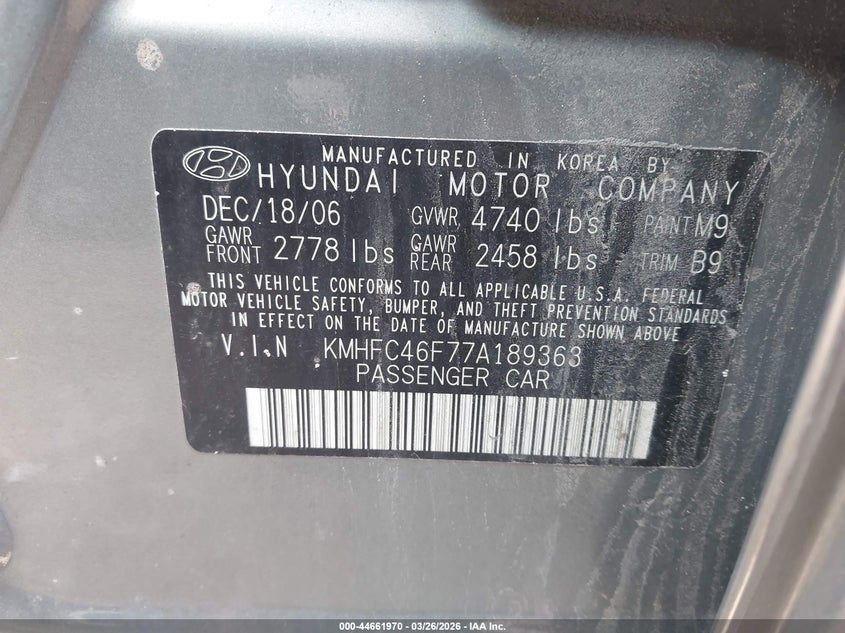 MANUFACTURED IN KOREA BY
HYUNDAI MOTOR COMPANY
DEC/18/06 GVWR 4740 lbs PAINT M9
GAWR FRONT 2778 lbs GAWR REAR 2458 lbs TRIM B9
THIS VEHICLE CONFORMS TO ALL APPLICABLE U.S.A. FEDERAL
MOTOR VEHICLE SAFETY, BUMPER, AND THEFT PREVENTION STANDARDS
IN EFFECT ON THE DATE OF MANUFACTURE SHOWN ABOVE
V.I.N KMHFC46F77A189363
PASSENGER CAR
000-44661970 - 03/26/2026 - IAA Inc.